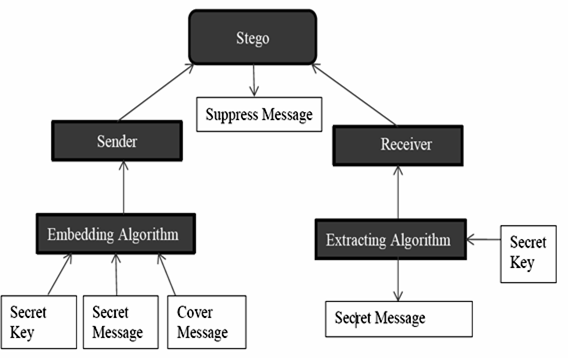 Stego
Suppress Message
Sender
Receiver
Embedding Algorithm
Extracting Algorithm
Secret
Key
Secret
Key
Secret
Message
Cover
Message
Secret Message